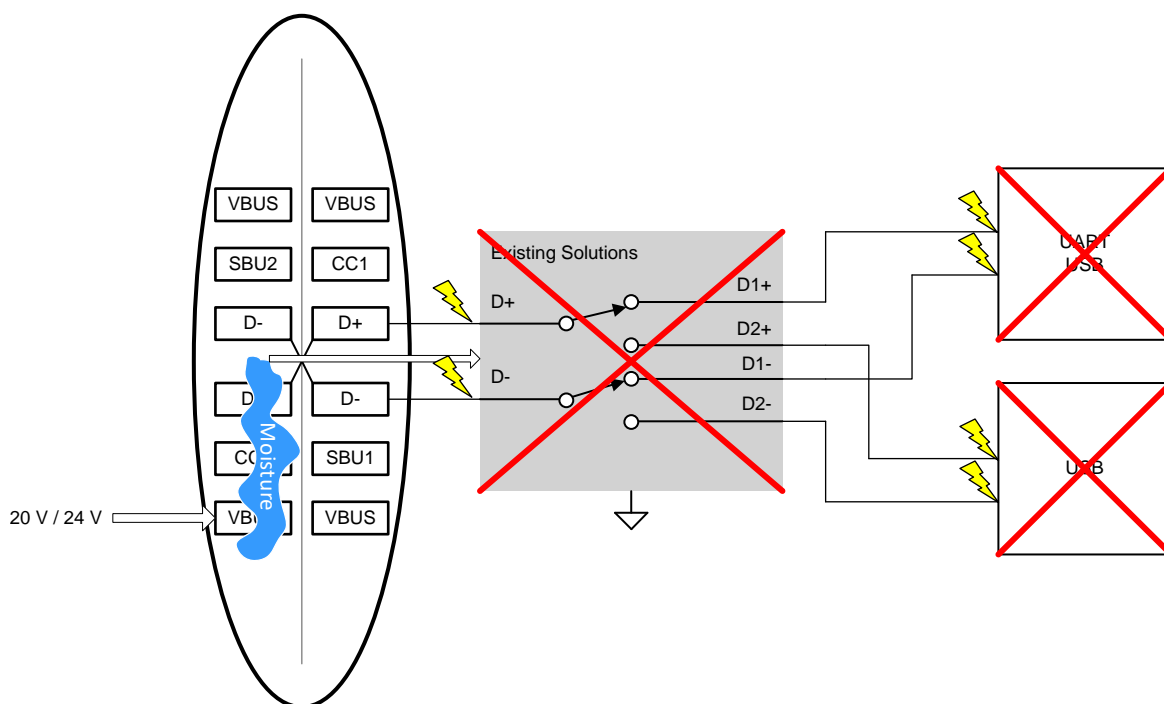 VBUS
VBUS
SBU2
CC1
D-
D+
D-
SBU1
VBUS
Moisture
20 V / 24 V
Existing Solutions
D+
D-
D1+
D2+
D1-
D2-
UART
USB
USB